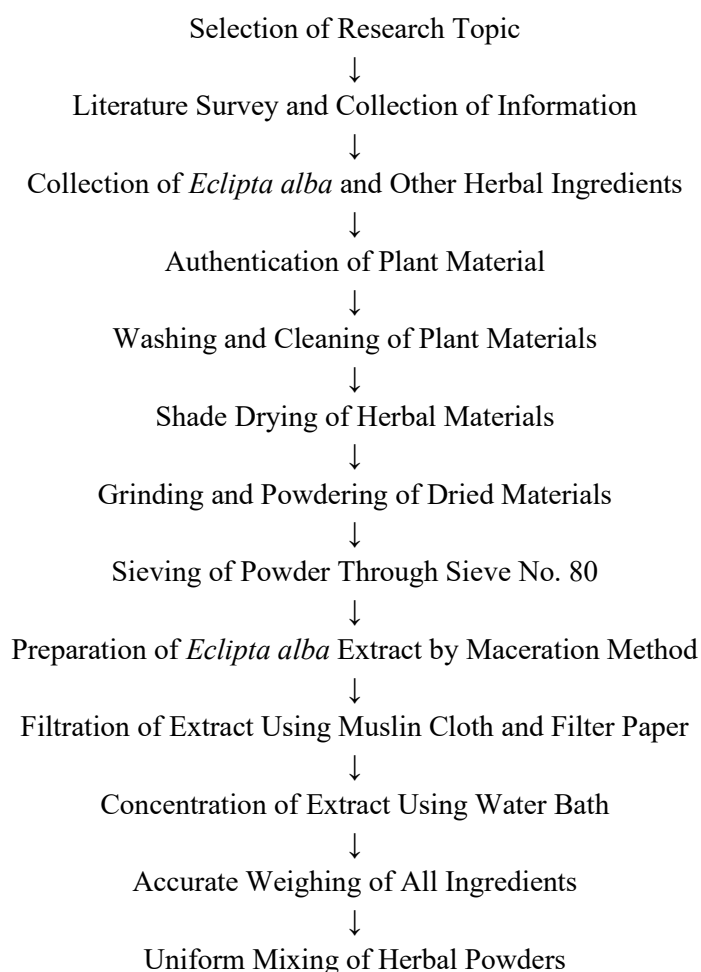 Selection of Research Topic
↓
Literature Survey and Collection of Information
↓
Collection of Eclipta alba and Other Herbal Ingredients
↓
Authentication of Plant Material
↓
Washing and Cleaning of Plant Materials
↓
Shade Drying of Herbal Materials
↓
Grinding and Powdering of Dried Materials
↓
Sieving of Powder Through Sieve No. 80
↓
Preparation of Eclipta alba Extract by Maceration Method
↓
Filtration of Extract Using Muslin Cloth and Filter Paper
↓
Concentration of Extract Using Water Bath
↓
Accurate Weighing of All Ingredients
↓
Uniform Mixing of Herbal Powders